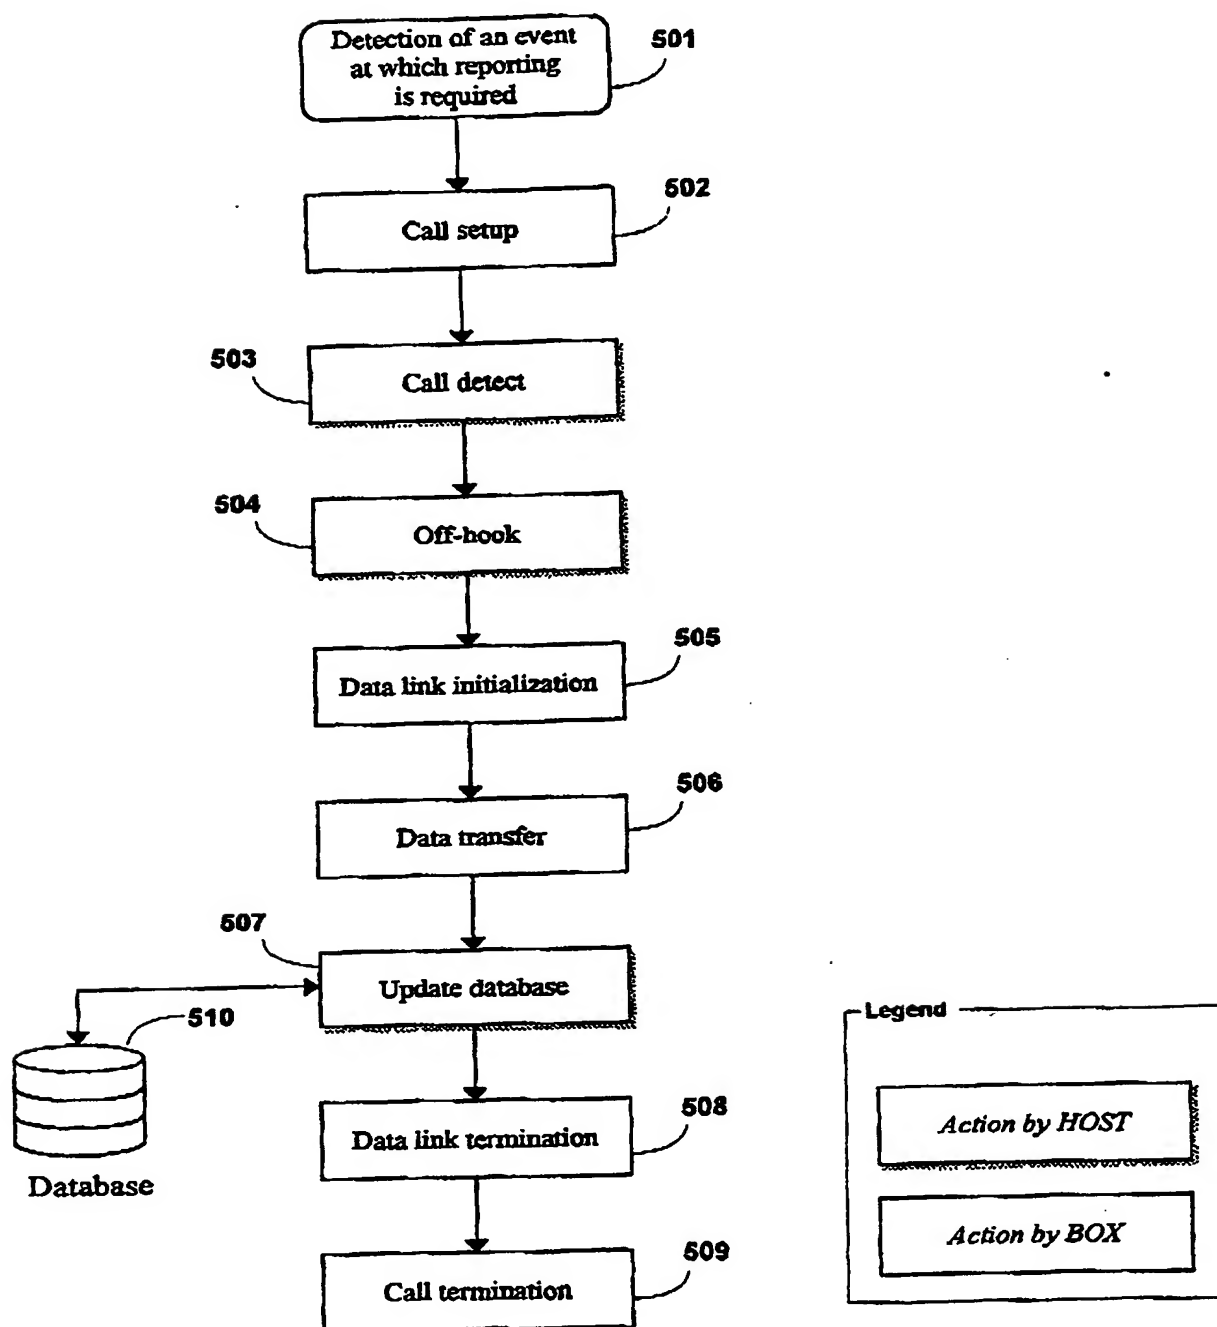 Detection of an event
at which reporting
is required
501
502
Call setup
503
Call detect
504
Off-hook
505
Data link initialization
506
Data transfer
507
Update database
510
Database
508
Data link termination
509
Call termination
Legend
Action by HOST
Action by BOX